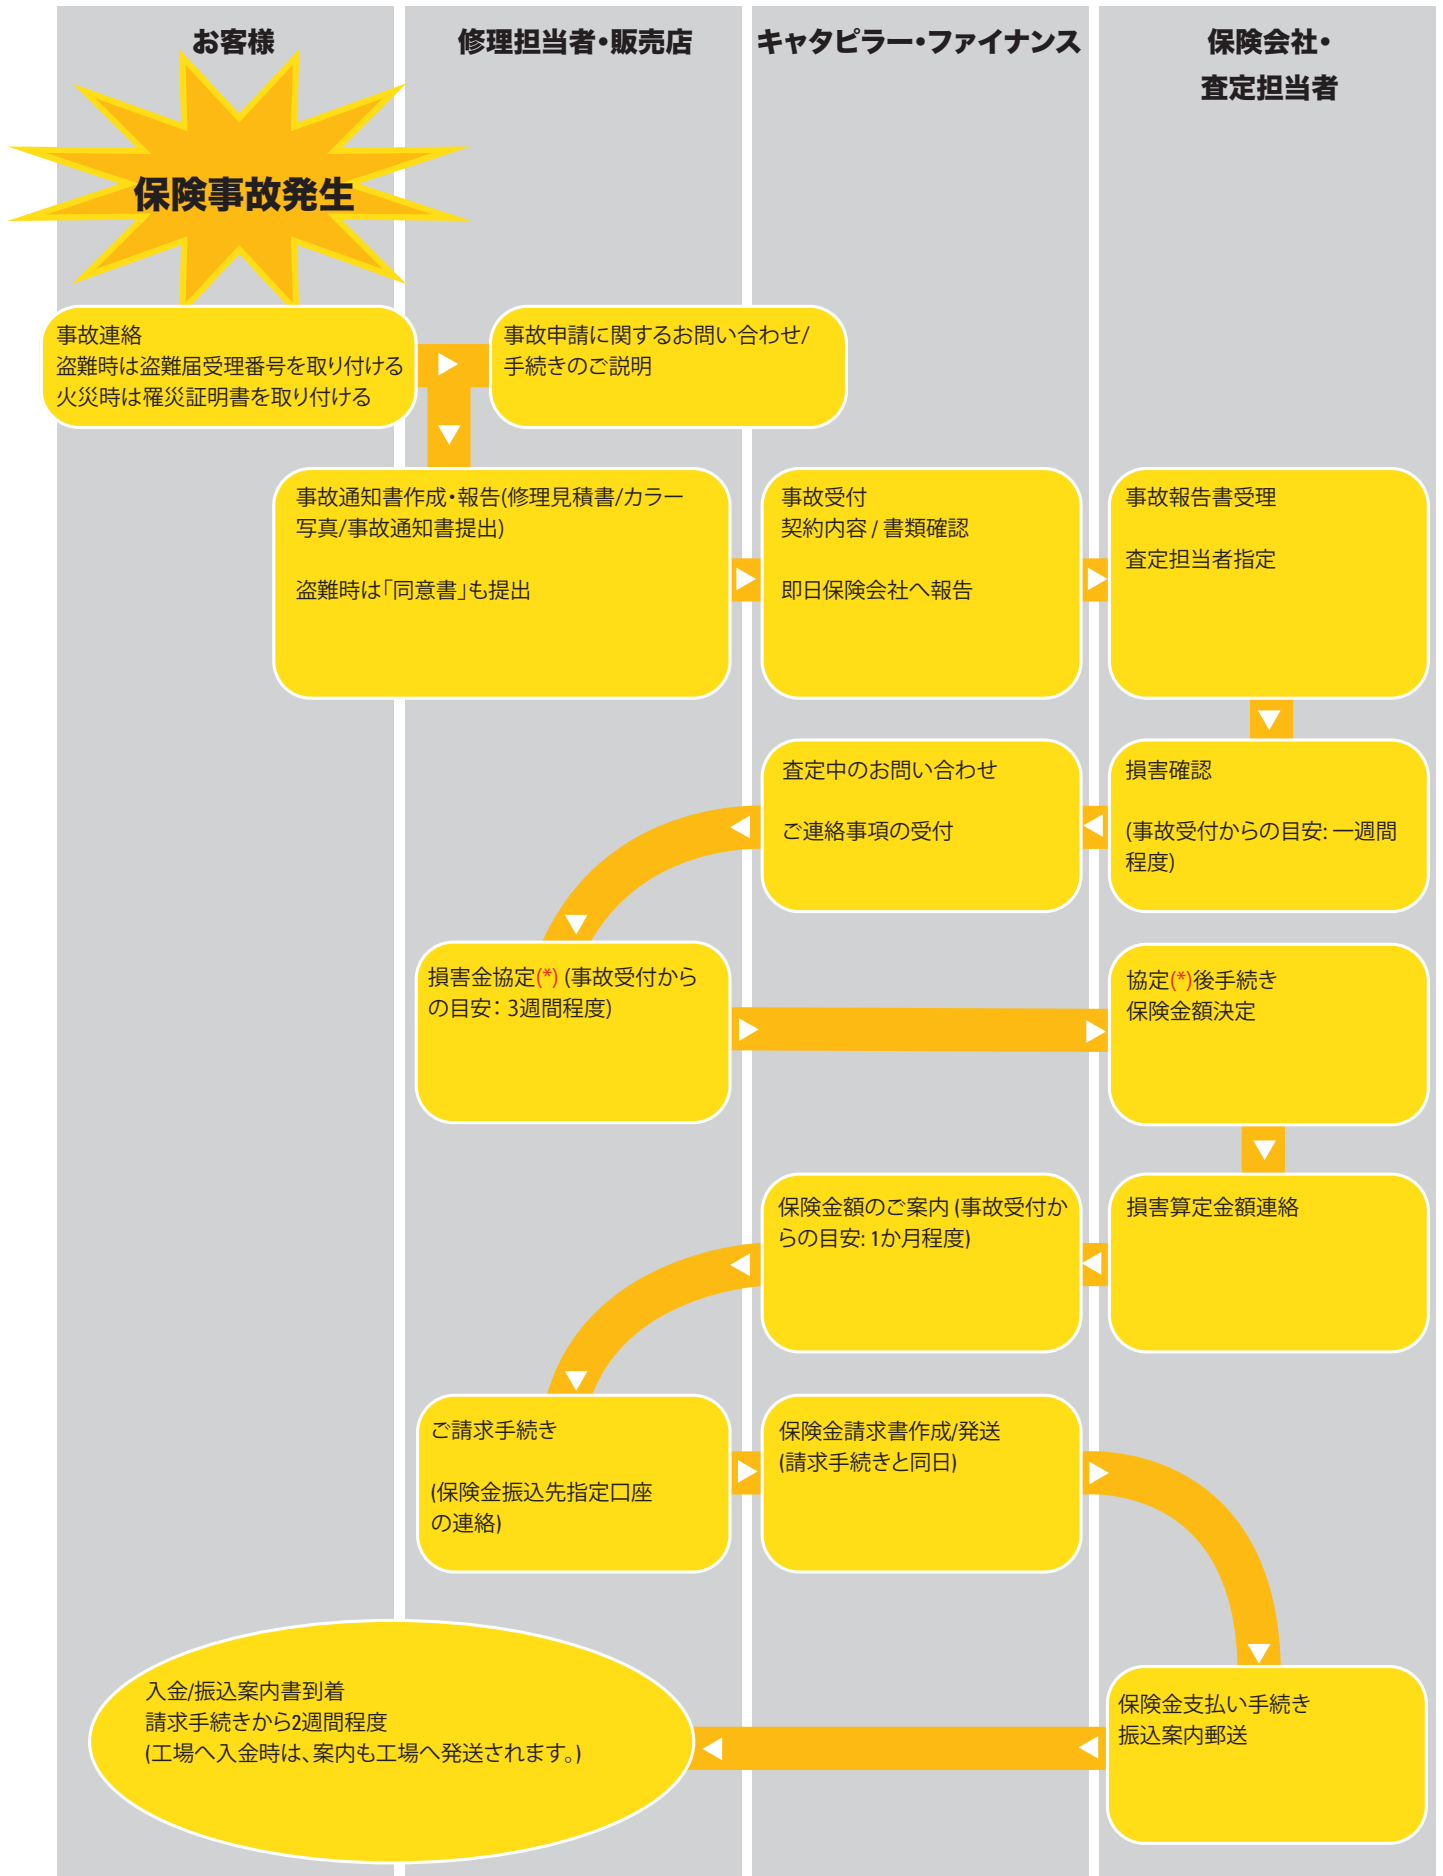 お客様
修理担当者・販売店
キャタピラー・ファイナンス
保険会社・
査定担当者
保険事故発生
事故連絡
盗難時は盗難届受理番号を取り付ける
火災時は罹災証明書を取り付ける
事故申請に関するお問い合わせ/
手続きのご説明
事故通知書作成・報告(修理見積書/カラー
写真/事故通知書提出)
盗難時は「同意書」も提出
事故受付
契約内容 / 書類確認
即日保険会社へ報告
事故報告書受理
査定担当者指定
査定中のお問い合わせ
ご連絡事項の受付
損害確認
(事故受付からの目安: 一週間
程度)
損害金協定(*) (事故受付から
の目安: 3週間程度)
協定(*)後手続き
保険金額決定
保険金額のご案内 (事故受付か
らの目安: 1か月程度)
損害算定金額連絡
ご請求手続き
(保険金振込先指定口座
の連絡)
保険金請求書作成/発送
(請求手続きと同日)
入金/振込案内書到着
請求手続きから2週間程度
(工場へ入金時は、案内も工場へ発送されます。)
保険金支払い手続き
振込案内郵送